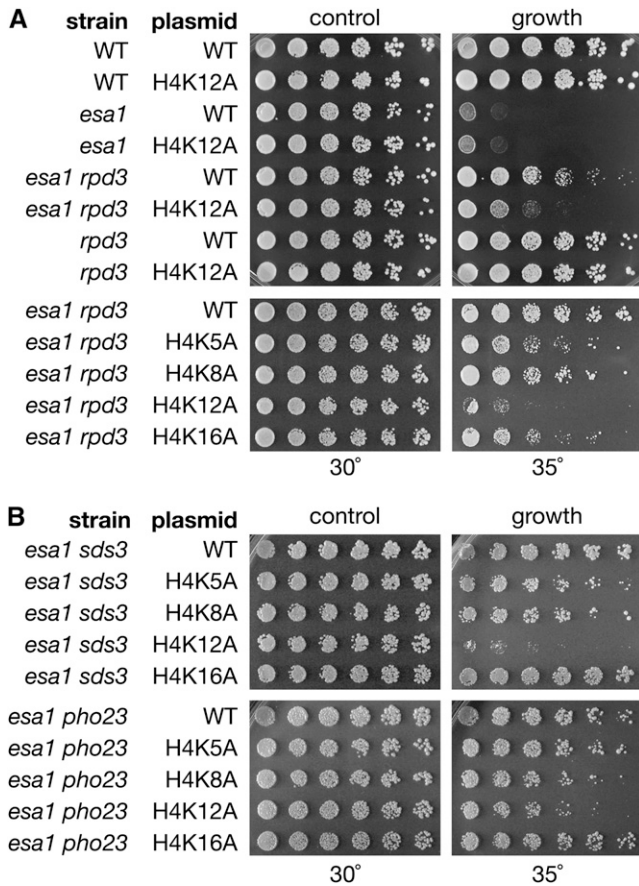 A strain plasmid control growth
WT WT
WT H4K12A
esa1 WT
esa1 H4K12A
esa1 rpd3 WT
esa1 rpd3 H4K12A
rpd3 WT
rpd3 H4K12A
esa1 rpd3 WT
esa1 rpd3 H4K5A
esa1 rpd3 H4K8A
esa1 rpd3 H4K12A
esa1 rpd3 H4K16A
30° 35°
B strain plasmid control growth
esa1 sds3 WT
esa1 sds3 H4K5A
esa1 sds3 H4K8A
esa1 sds3 H4K12A
esa1 sds3 H4K16A
esa1 pho23 WT
esa1 pho23 H4K5A
esa1 pho23 H4K8A
esa1 pho23 H4K12A
esa1 pho23 H4K16A
30° 35°